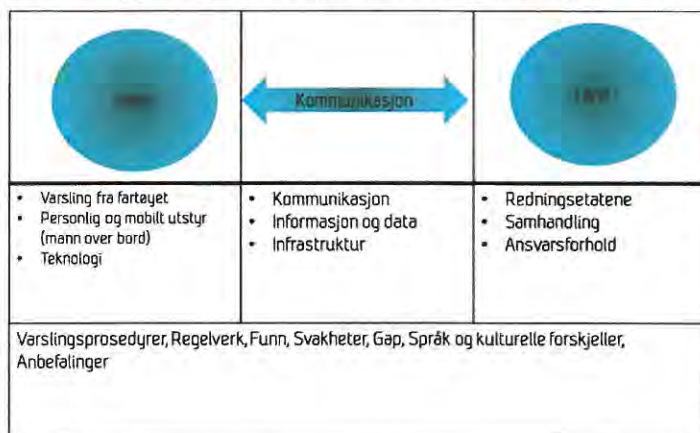 Kommunikasjon
• Varsling fra fartøyet
• Personlig og mobilt utstyr
(mann over bord)
• Teknologi
• Kommunikasjon
• Informasjon og data
• Infrastruktur
• Redningsetatene
• Samhandling
• Ansvarsforhold
Varslingsprosedyrer, Regelverk, Funn, Svakheter, Gap, Språk og kulturelle forskjeller,
Anbefalinger